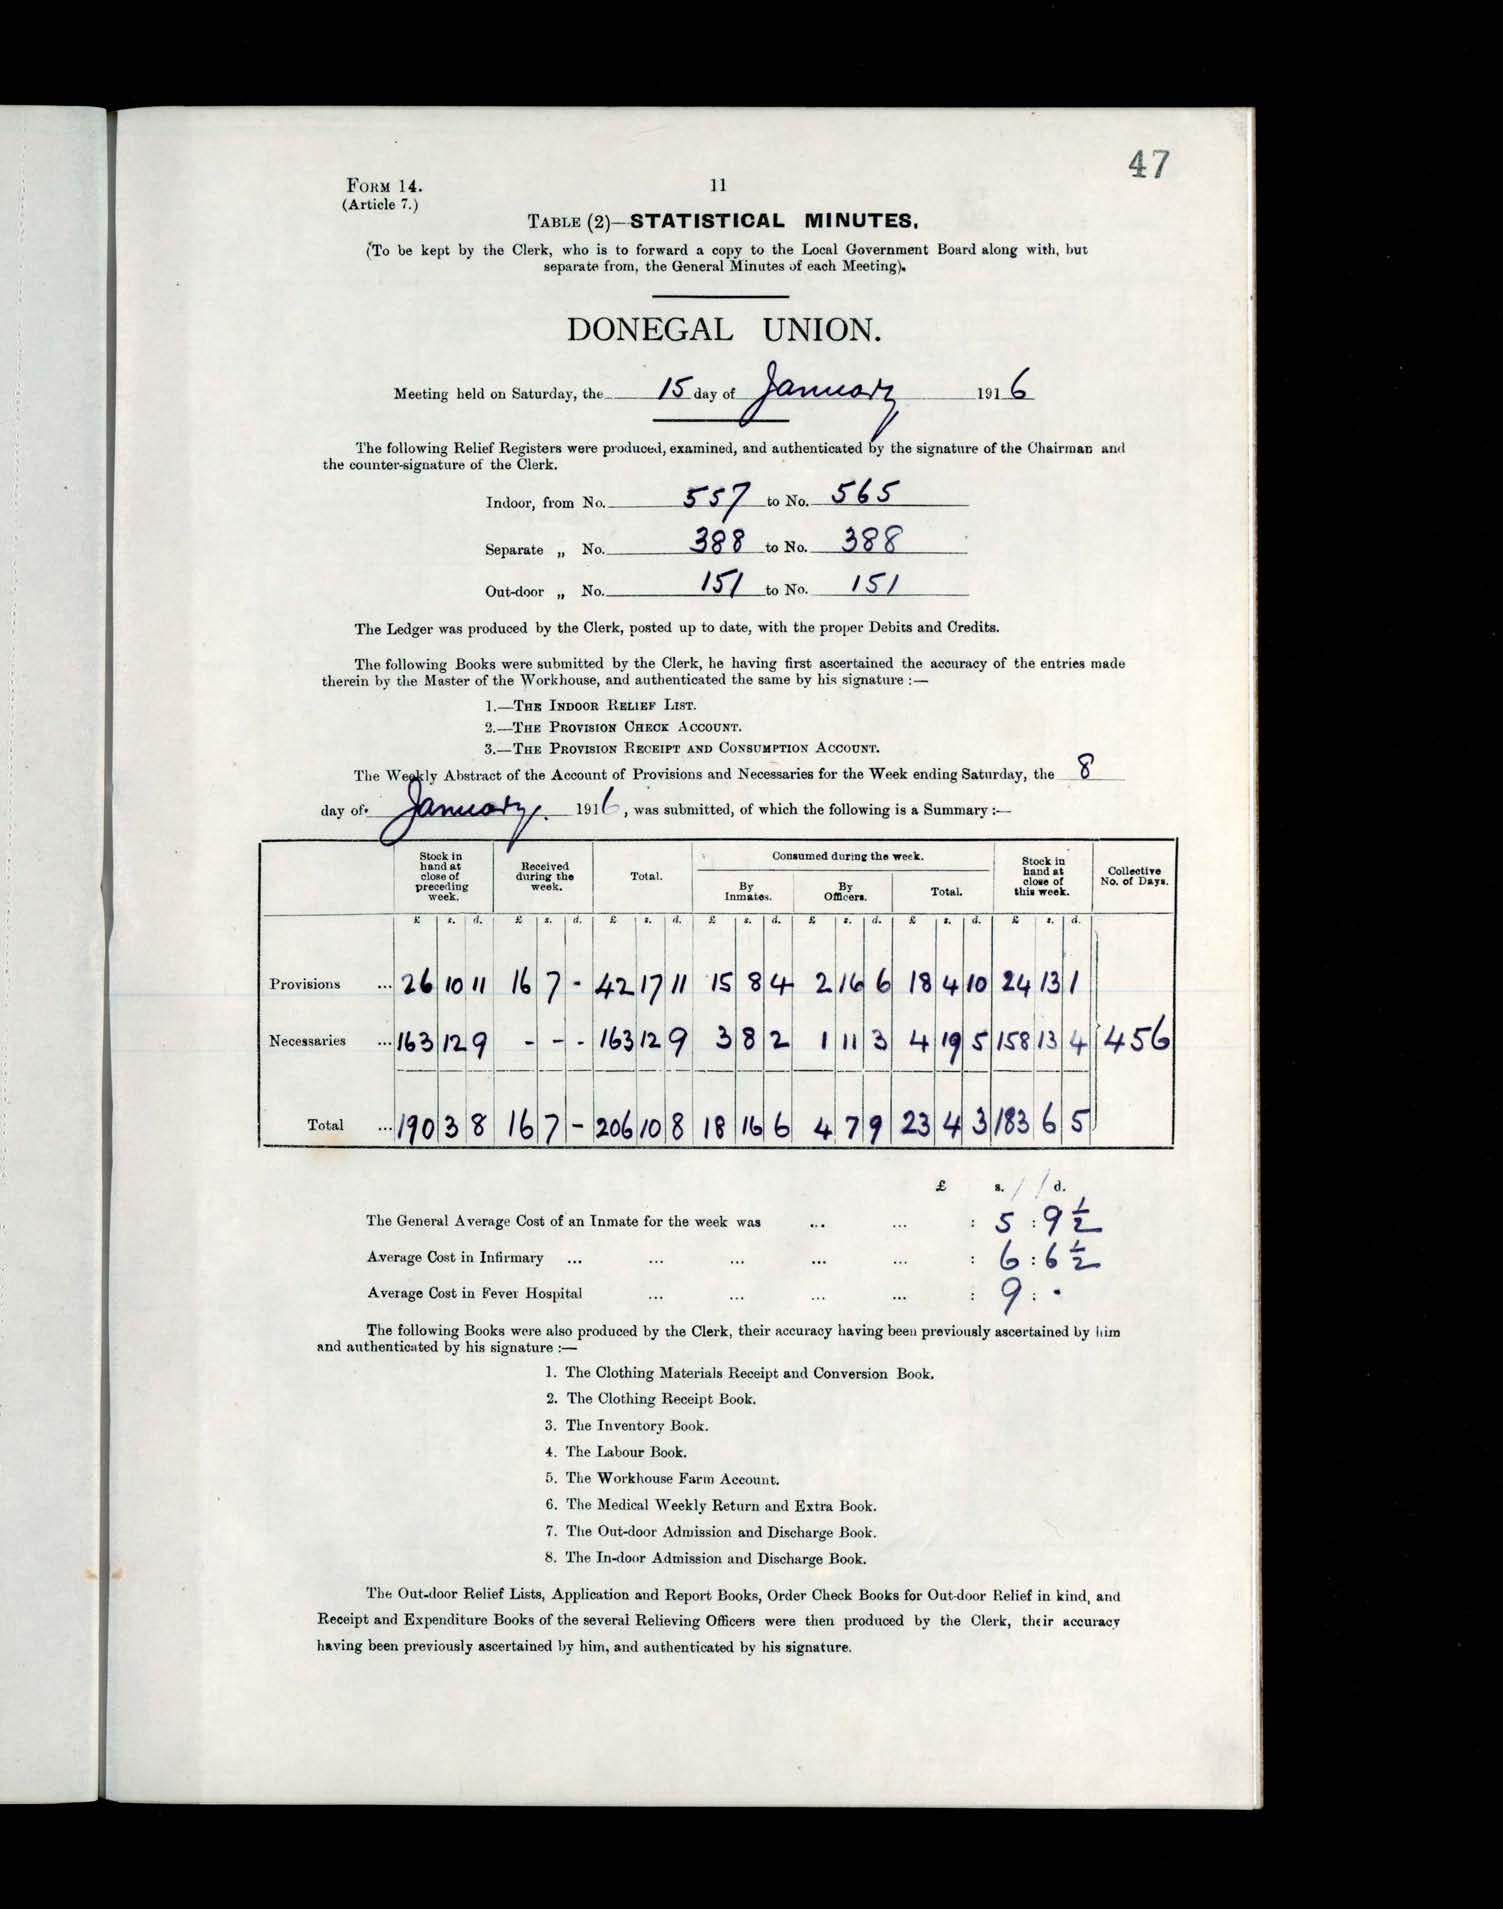 47
FORM 14.
11
(Article 7.)
TABLE (2)—STATISTICAL MINUTES.
(To be kept by the Clerk, who is to forward a copy to the Local Government Board along with, but
separate from, the General Minutes of each Meeting).
DONEGAL UNION.
Meeting held on Saturday, the 15 day of January 1916
The following Relief Registers were produced, examined, and authenticated by the signature of the Chairman and
the counter-signature of the Clerk.
Indoor, from No. 557 to No. 565
Separate „ No. 388 to No. 388
Out-door „ No. 151 to No. 151
The Ledger was produced by the Clerk, posted up to date, with the proper Debits and Credits.
The following Books were submitted by the Clerk, he having first ascertained the accuracy of the entries made
therein by the Master of the Workhouse, and authenticated the same by his signature :—
1.—THE INDOOR RELIEF LIST.
2.—THE PROVISION CHECK ACCOUNT.
3.—THE PROVISION RECEIPT AND CONSUMPTION ACCOUNT.
The Weekly Abstract of the Account of Provisions and Necessaries for the Week ending Saturday, the 8
day of January. 1916, was submitted, of which the following is a Summary :—
Stock in hand at close of preceding week. Received during the week. Total. Consumed during the week. Stock in hand at close of this week. Collective No. of Days.
By Inmates. By Officers. Total.
£ s. d. £ s. d. £ s. d. £ s. d. £ s. d. £ s. d. £ s. d.
Provisions ... 26 10 11 16 7 - 42 17 11 15 8 4 2 16 6 18 4 10 24 13 1
Necessaries ... 163 12 9 - - - 163 12 9 3 8 2 1 11 3 4 19 5 158 13 4 456
Total ... 190 3 8 16 7 - 206 10 8 18 16 6 4 7 9 23 4 3 183 6 5
£ s. d.
The General Average Cost of an Inmate for the week was ... ... : 5 : 9 ½
Average Cost in Infirmary ... ... ... ... ... : 6 : 6 ½
Average Cost in Fever Hospital ... ... ... ... : 9 : -
The following Books were also produced by the Clerk, their accuracy having been previously ascertained by him
and authenticated by his signature :—
1. The Clothing Materials Receipt and Conversion Book.
2. The Clothing Receipt Book.
3. The Inventory Book.
4. The Labour Book.
5. The Workhouse Farm Account.
6. The Medical Weekly Return and Extra Book.
7. The Out-door Admission and Discharge Book.
8. The In-door Admission and Discharge Book.
The Out-door Relief Lists, Application and Report Books, Order Check Books for Out-door Relief in kind, and
Receipt and Expenditure Books of the several Relieving Officers were then produced by the Clerk, their accuracy
having been previously ascertained by him, and authenticated by his signature.